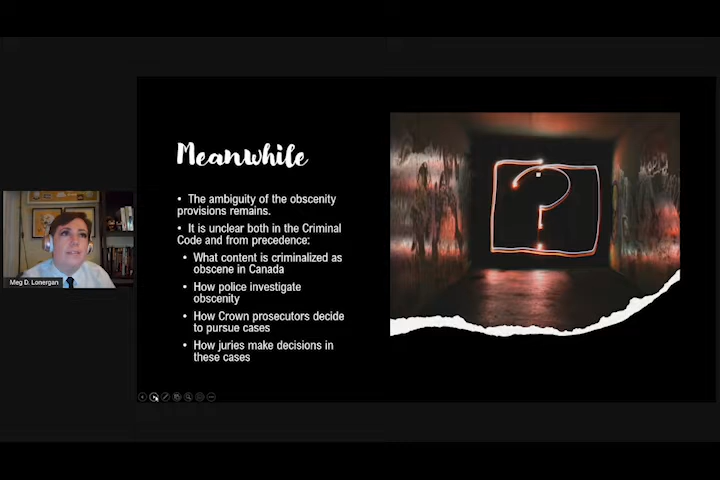 Meanwhile
• The ambiguity of the obscenity
provisions remains.
• It is unclear both in the Criminal
Code and from precedence:
• What content is criminalized as
obscene in Canada
• How police investigate
obscenity
• How Crown prosecutors decide
to pursue cases
• How juries make decisions in
these cases
?
Meg D. Lonergan